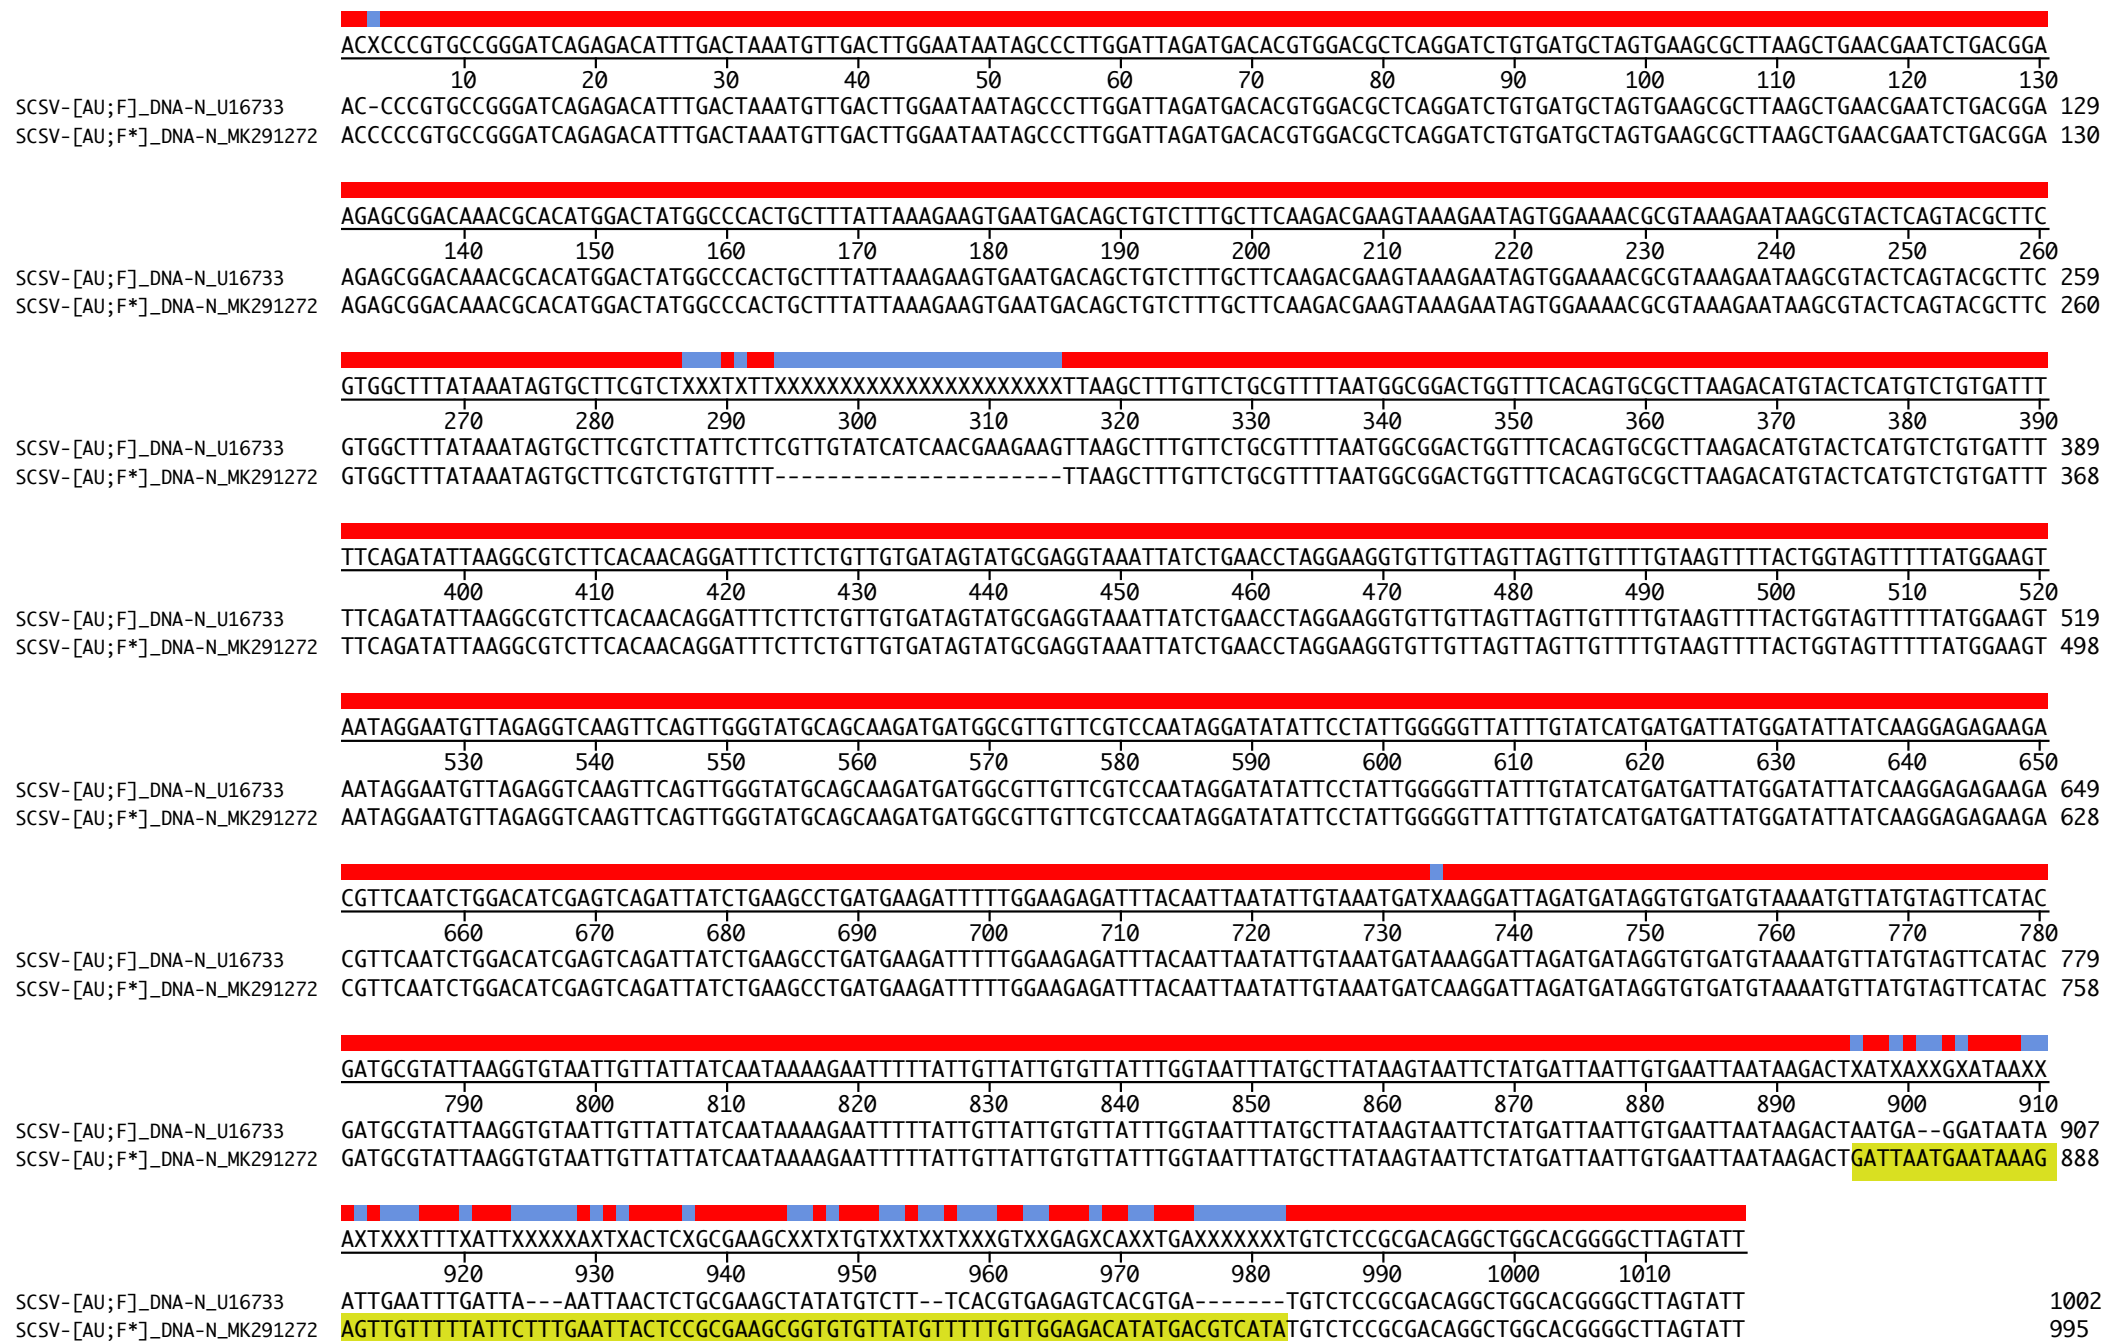 ACXCCCGTGCCGGGATCAGAGACATTTGACTAAATGTTGACTTGGAATAATAGCCCTTGGATTAGATGACACGTGGACGCTCAGGATCTGTGATGCTAGTGAAGCGCTTAAGCTGAACGAATCTGACGGA
10 20 30 40 50 60 70 80 90 100 110 120 130
SCSV-[AU;F]_DNA-N_U16733 AC-CCCGTGCCGGGATCAGAGACATTTGACTAAATGTTGACTTGGAATAATAGCCCTTGGATTAGATGACACGTGGACGCTCAGGATCTGTGATGCTAGTGAAGCGCTTAAGCTGAACGAATCTGACGGA 129
SCSV-[AU;F*]_DNA-N_MK291272 ACCCCCGTGCCGGGATCAGAGACATTTGACTAAATGTTGACTTGGAATAATAGCCCTTGGATTAGATGACACGTGGACGCTCAGGATCTGTGATGCTAGTGAAGCGCTTAAGCTGAACGAATCTGACGGA 130
AGAGCGGACAAACGCACATGGACTATGGCCCACTGCTTTATTAAAGAAGTGAATGACAGCTGTCTTTGCTTCAAGACGAAGTAAAGAATAGTGGAAAACGCGTAAAGAATAAGCGTACTCAGTACGCTTC
140 150 160 170 180 190 200 210 220 230 240 250 260
SCSV-[AU;F]_DNA-N_U16733 AGAGCGGACAAACGCACATGGACTATGGCCCACTGCTTTATTAAAGAAGTGAATGACAGCTGTCTTTGCTTCAAGACGAAGTAAAGAATAGTGGAAAACGCGTAAAGAATAAGCGTACTCAGTACGCTTC 259
SCSV-[AU;F*]_DNA-N_MK291272 AGAGCGGACAAACGCACATGGACTATGGCCCACTGCTTTATTAAAGAAGTGAATGACAGCTGTCTTTGCTTCAAGACGAAGTAAAGAATAGTGGAAAACGCGTAAAGAATAAGCGTACTCAGTACGCTTC 260
GTGGCTTTATAAATAGTGCTTCGTCTXXXTXTTXXXXXXXXXXXXXXXXXXXXXXTTAAGCTTTGTTCTGCGTTTTAATGGCGGACTGGTTTCACAGTGCGCTTAAGACATGTACTCATGTCTGTGATTT
270 280 290 300 310 320 330 340 350 360 370 380 390
SCSV-[AU;F]_DNA-N_U16733 GTGGCTTTATAAATAGTGCTTCGTCTTATTCTTCGTTGTATCATCAACGAAGAAGTTAAGCTTTGTTCTGCGTTTTAATGGCGGACTGGTTTCACAGTGCGCTTAAGACATGTACTCATGTCTGTGATTT 389
SCSV-[AU;F*]_DNA-N_MK291272 GTGGCTTTATAAATAGTGCTTCGTCTGTGTTTT----------------------TTAAGCTTTGTTCTGCGTTTTAATGGCGGACTGGTTTCACAGTGCGCTTAAGACATGTACTCATGTCTGTGATTT 368
TTCAGATATTAAGGCGTCTTCACAACAGGATTTCTTCTGTTGTGATAGTATGCGAGGTAAATTATCTGAACCTAGGAAGGTGTTGTTAGTTAGTTGTTTTGTAAGTTTTACTGGTAGTTTTTATGGAAGT
400 410 420 430 440 450 460 470 480 490 500 510 520
SCSV-[AU;F]_DNA-N_U16733 TTCAGATATTAAGGCGTCTTCACAACAGGATTTCTTCTGTTGTGATAGTATGCGAGGTAAATTATCTGAACCTAGGAAGGTGTTGTTAGTTAGTTGTTTTGTAAGTTTTACTGGTAGTTTTTATGGAAGT 519
SCSV-[AU;F*]_DNA-N_MK291272 TTCAGATATTAAGGCGTCTTCACAACAGGATTTCTTCTGTTGTGATAGTATGCGAGGTAAATTATCTGAACCTAGGAAGGTGTTGTTAGTTAGTTGTTTTGTAAGTTTTACTGGTAGTTTTTATGGAAGT 498
AATAGGAATGTTAGAGGTCAAGTTCAGTTGGGTATGCAGCAAGATGATGGCGTTGTTCGTCCAATAGGATATATTCCTATTGGGGGTTATTTGTATCATGATGATTATGGATATTATCAAGGAGAGAAGA
530 540 550 560 570 580 590 600 610 620 630 640 650
SCSV-[AU;F]_DNA-N_U16733 AATAGGAATGTTAGAGGTCAAGTTCAGTTGGGTATGCAGCAAGATGATGGCGTTGTTCGTCCAATAGGATATATTCCTATTGGGGGTTATTTGTATCATGATGATTATGGATATTATCAAGGAGAGAAGA 649
SCSV-[AU;F*]_DNA-N_MK291272 AATAGGAATGTTAGAGGTCAAGTTCAGTTGGGTATGCAGCAAGATGATGGCGTTGTTCGTCCAATAGGATATATTCCTATTGGGGGTTATTTGTATCATGATGATTATGGATATTATCAAGGAGAGAAGA 628
CGTTCAATCTGGACATCGAGTCAGATTATCTGAAGCCTGATGAAGATTTTTGGAAGAGATTTACAATTAATATTGTAAATGATXAAGGATTAGATGATAGGTGTGATGTAAAATGTTATGTAGTTCATAC
660 670 680 690 700 710 720 730 740 750 760 770 780
SCSV-[AU;F]_DNA-N_U16733 CGTTCAATCTGGACATCGAGTCAGATTATCTGAAGCCTGATGAAGATTTTTGGAAGAGATTTACAATTAATATTGTAAATGATAAAGGATTAGATGATAGGTGTGATGTAAAATGTTATGTAGTTCATAC 779
SCSV-[AU;F*]_DNA-N_MK291272 CGTTCAATCTGGACATCGAGTCAGATTATCTGAAGCCTGATGAAGATTTTTGGAAGAGATTTACAATTAATATTGTAAATGATCAAGGATTAGATGATAGGTGTGATGTAAAATGTTATGTAGTTCATAC 758
GATGCGTATTAAGGTGTAATTGTTATTATCAATAAAAGAATTTTTATTGTTATTGTGTTATTTGGTAATTTATGCTTATAAGTAATTCTATGATTAATTGTGAATTAATAAGACTXATXAXXGXATAAXX
790 800 810 820 830 840 850 860 870 880 890 900 910
SCSV-[AU;F]_DNA-N_U16733 GATGCGTATTAAGGTGTAATTGTTATTATCAATAAAAGAATTTTTATTGTTATTGTGTTATTTGGTAATTTATGCTTATAAGTAATTCTATGATTAATTGTGAATTAATAAGACTAATGA--GGATAATA 907
SCSV-[AU;F*]_DNA-N_MK291272 GATGCGTATTAAGGTGTAATTGTTATTATCAATAAAAGAATTTTTATTGTTATTGTGTTATTTGGTAATTTATGCTTATAAGTAATTCTATGATTAATTGTGAATTAATAAGACTGATTAATGAATAAAG 888
AXTXXXTTTXATTXXXXXAXTXACTCXGCGAAGCXXTXTGTXXTXXTXXXGTXXGAGXCAXXTGAXXXXXXXTGTCTCCGCGACAGGCTGGCACGGGGCTTAGTATT
920 930 940 950 960 970 980 990 1000 1010
SCSV-[AU;F]_DNA-N_U16733 ATTGAATTTGATTA---AATTAACTCTGCGAAGCTATATGTCTT--TCACGTGAGAGTCACGTGA-------TGTCTCCGCGACAGGCTGGCACGGGGCTTAGTATT 1002
SCSV-[AU;F*]_DNA-N_MK291272 AGTTGTTTTTATTCTTTGAATTACTCCGCGAAGCGGTGTGTTATGTTTTTGTTGGAGACATATGACGTCATATGTCTCCGCGACAGGCTGGCACGGGGCTTAGTATT 995